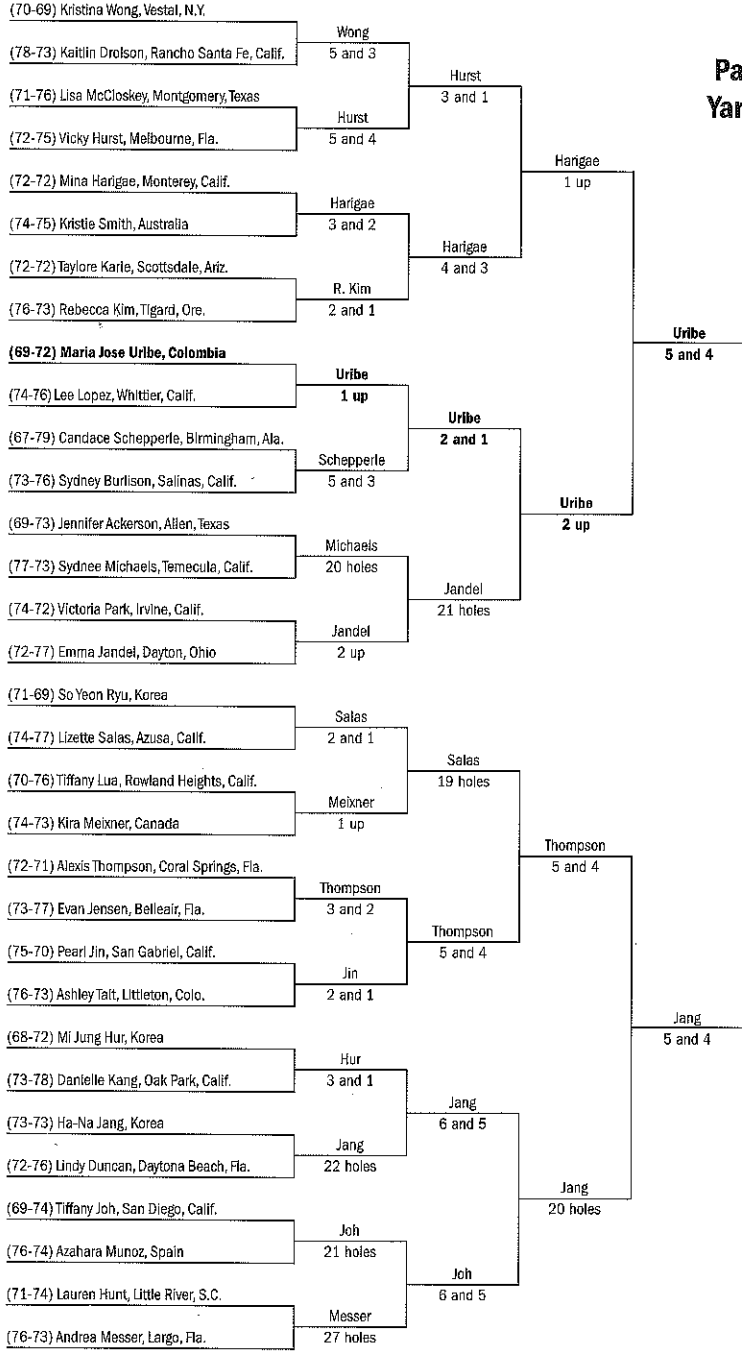 (70-69) Kristina Wong, Vestal, N.Y.
(78-73) Kaitlin Drolson, Rancho Santa Fe, Calif.
(71-76) Lisa McCloskey, Montgomery, Texas
(72-75) Vicky Hurst, Melbourne, Fla.
(72-72) Mina Harigae, Monterey, Calif.
(74-75) Kristie Smith, Australia
(72-72) Taylore Karle, Scottsdale, Ariz.
(76-73) Rebecca Kim, Tigard, Ore.
(69-72) Maria Jose Uribe, Colombia
(74-76) Lee Lopez, Whittier, Calif.
(67-79) Candace Schepperle, Birmingham, Ala.
(73-76) Sydney Burlison, Salinas, Calif.
(69-73) Jennifer Ackerson, Allen, Texas
(77-73) Sydnee Michaels, Temecula, Calif.
(74-72) Victoria Park, Irvine, Calif.
(72-77) Emma Jandel, Dayton, Ohio
(71-69) So Yeon Ryu, Korea
(74-77) Lizette Salas, Azusa, Calif.
(70-76) Tiffany Lua, Rowland Heights, Calif.
(74-73) Kira Meixner, Canada
(72-71) Alexis Thompson, Coral Springs, Fla.
(73-77) Evan Jensen, Belleair, Fla.
(75-70) Pearl Jin, San Gabriel, Calif.
(76-73) Ashley Tait, Littleton, Colo.
(68-72) Mi Jung Hur, Korea
(73-78) Danielle Kang, Oak Park, Calif.
(73-73) Ha-Na Jang, Korea
(72-76) Lindy Duncan, Daytona Beach, Fla.
(69-74) Tiffany Joh, San Diego, Calif.
(76-74) Azahara Munoz, Spain
(71-74) Lauren Hunt, Little River, S.C.
(76-73) Andrea Messer, Largo, Fla.
Wong
5 and 3
Hurst
5 and 4
Harigae
3 and 2
R. Kim
2 and 1
Uribe
1 up
Schepperle
5 and 3
Michaels
20 holes
Jandel
2 up
Salas
2 and 1
Meixner
1 up
Thompson
3 and 2
Jin
2 and 1
Hur
3 and 1
Jang
22 holes
Joh
21 holes
Messer
27 holes
Hurst
3 and 1
Harigae
4 and 3
Uribe
2 and 1
Jandel
21 holes
Salas
19 holes
Thompson
5 and 4
Jang
6 and 5
Joh
6 and 5
Harigae
1 up
Uribe
2 up
Thompson
5 and 4
Jang
20 holes
Uribe
5 and 4
Jang
5 and 4
Pa
Yar